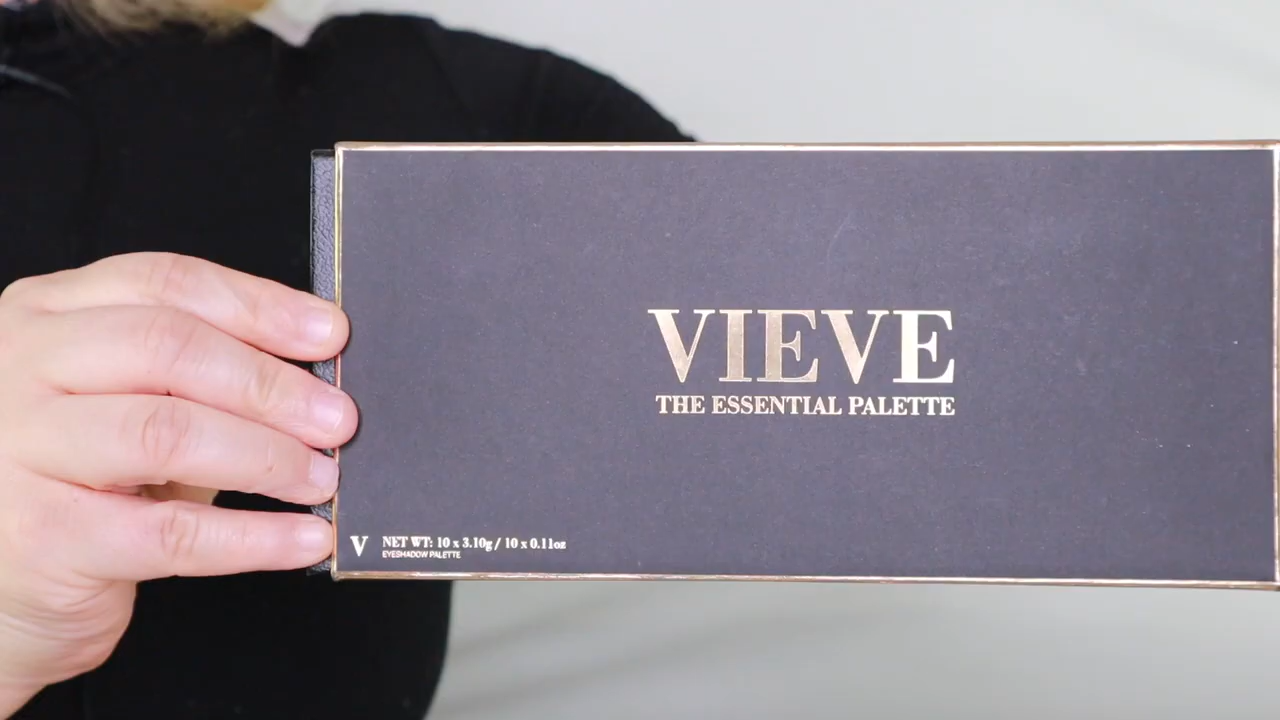 VIEVE
THE ESSENTIAL PALETTE
V NET WT: 10 x 3.10g / 10 x 0.11oz
EYESHADOW PALETTE